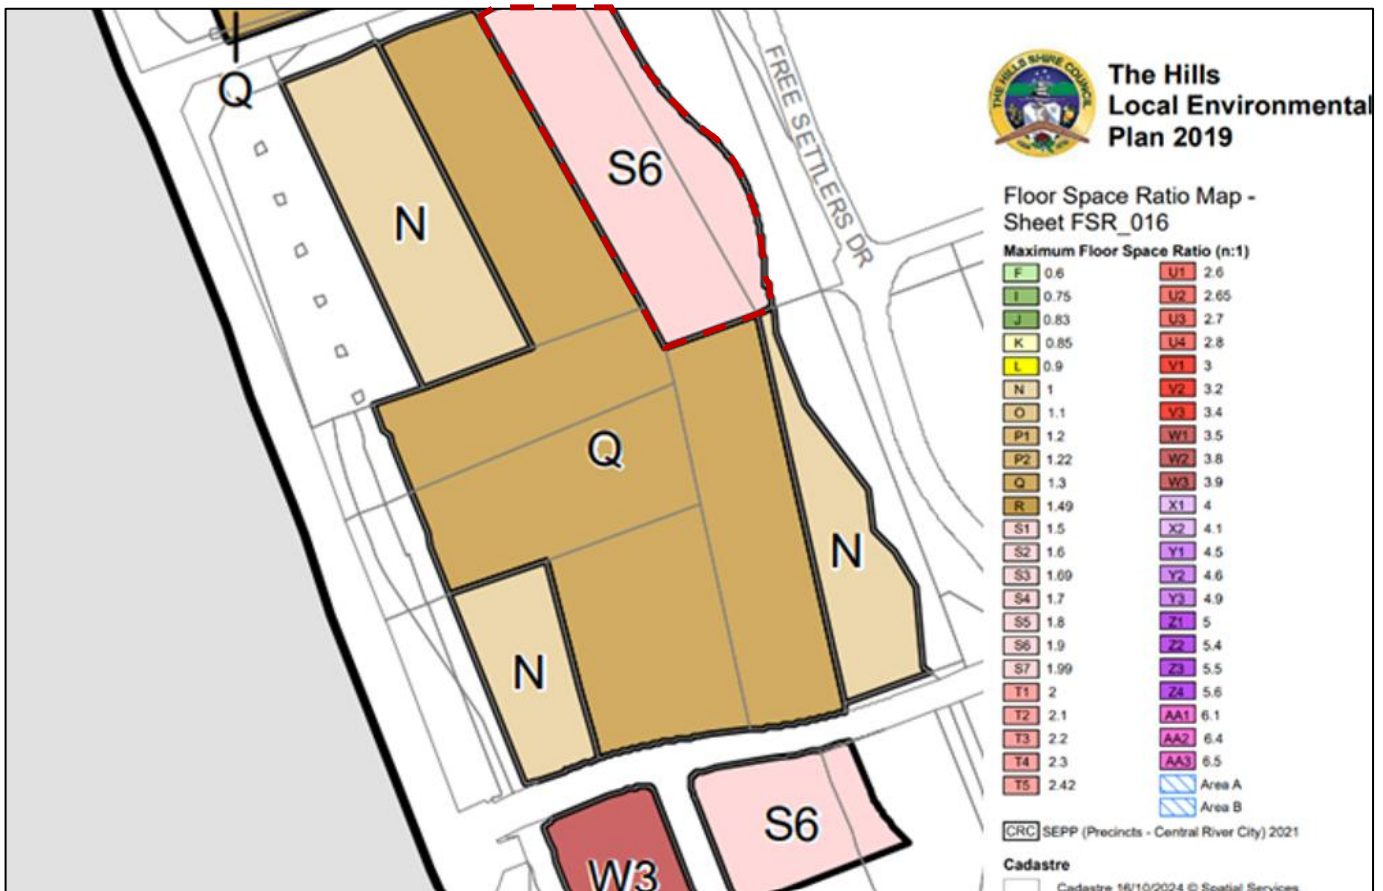 Q
N
S6
FREE SETTLERS DR
Q
N
N
S6
W3
THE HILLS SHIRE COUNCIL
The Hills
Local Environmental
Plan 2019
Floor Space Ratio Map -
Sheet FSR_016
Maximum Floor Space Ratio (n:1)
F 0.6
I 0.75
J 0.83
K 0.85
L 0.9
N 1
O 1.1
P1 1.2
P2 1.22
Q 1.3
R 1.49
S1 1.5
S2 1.6
S3 1.69
S4 1.7
S5 1.8
S6 1.9
S7 1.99
T1 2
T2 2.1
T3 2.2
T4 2.3
T5 2.42
U1 2.6
U2 2.65
U3 2.7
U4 2.8
V1 3
V2 3.2
V3 3.4
W1 3.5
W2 3.8
W3 3.9
X1 4
X2 4.1
Y1 4.5
Y2 4.6
Y3 4.9
Z1 5
Z2 5.4
Z3 5.5
Z4 5.6
AA1 6.1
AA2 6.4
AA3 6.5
Area A
Area B
CRC SEPP (Precincts - Central River City) 2021
Cadastre
Cadastre 16/10/2024 © Spatial Services